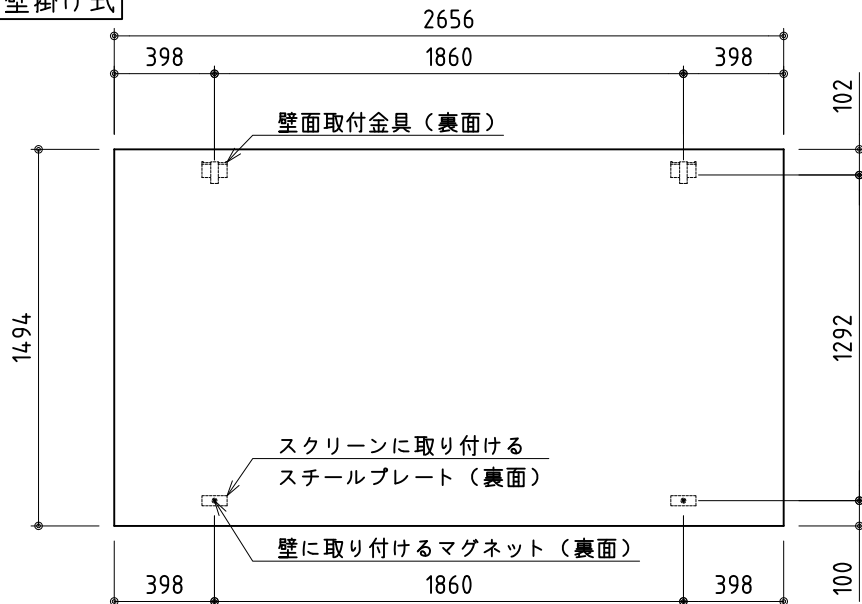 壁掛け式
2656
398 1860 398
102
壁面取付金具（裏面）
1494
1292
スクリーンに取り付ける
スチールプレート（裏面）
壁に取り付けるマグネット（裏面）
398 1860 398
100